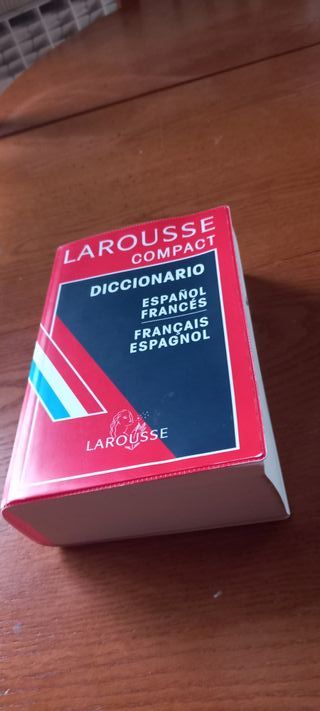 LAROUSSE
COMPACT
DICCIONARIO
ESPAÑOL
FRANCÉS
FRANÇAIS
ESPAGNOL
LAROUSSE